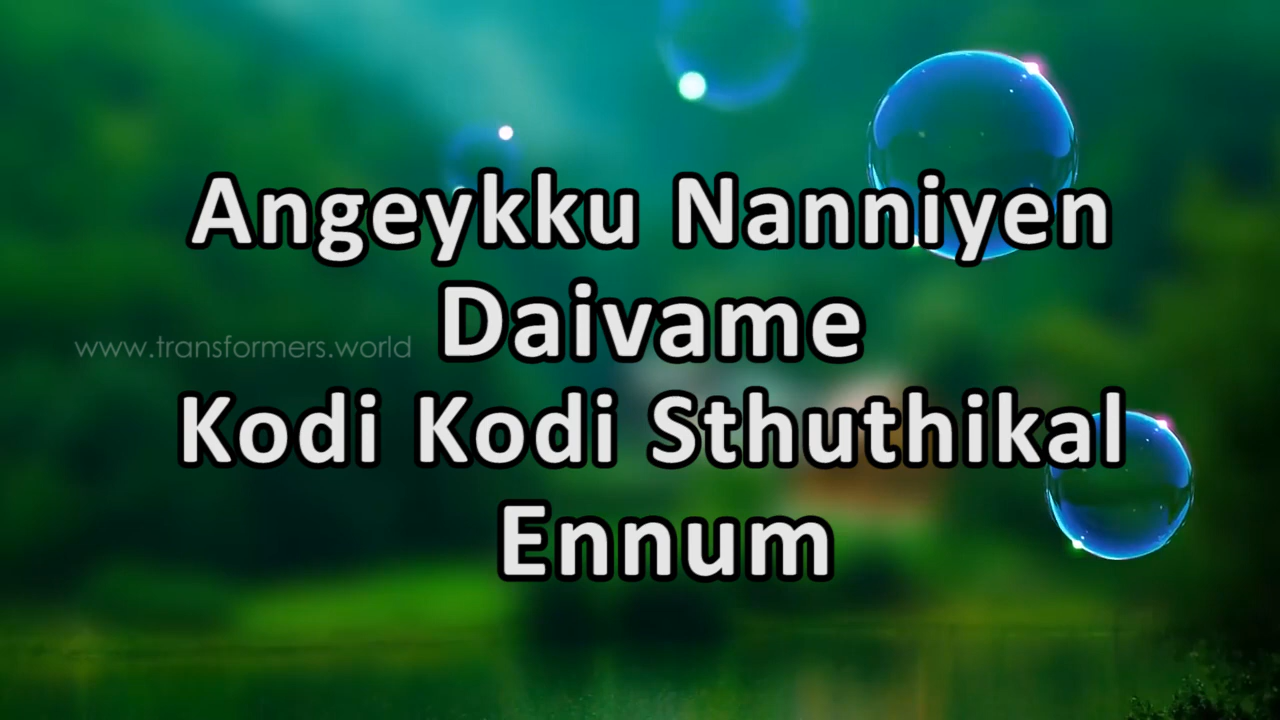 Angeykku Nanniyen
Daivame
www.transformers.world
Kodi Kodi Sthuthikal
Ennum